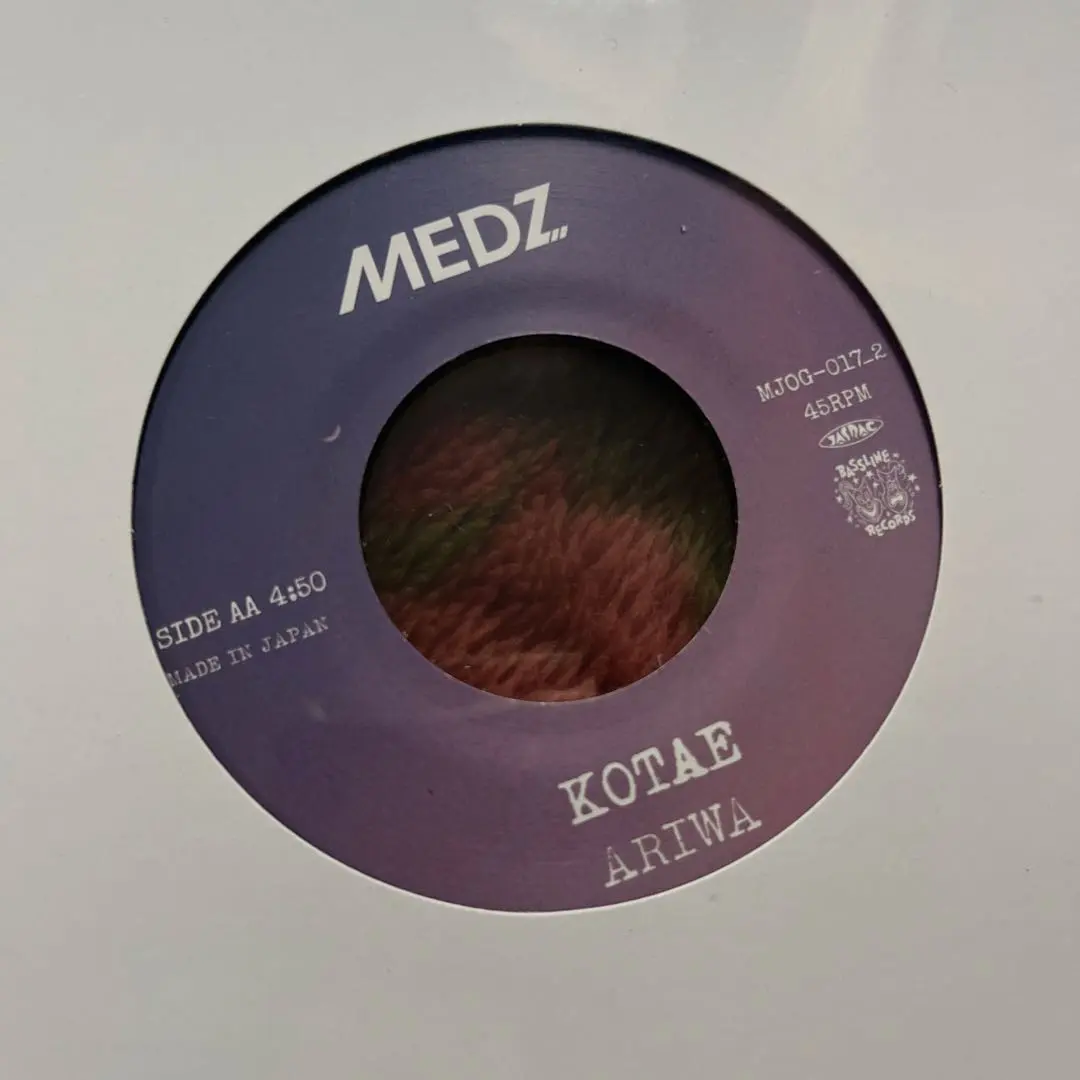 MEDZ..
MJOG-017_2
45RPM
JASRAC
BASSLINE
RECORDS
SIDE AA 4:50
MADE IN JAPAN
KOTAE
ARIWA